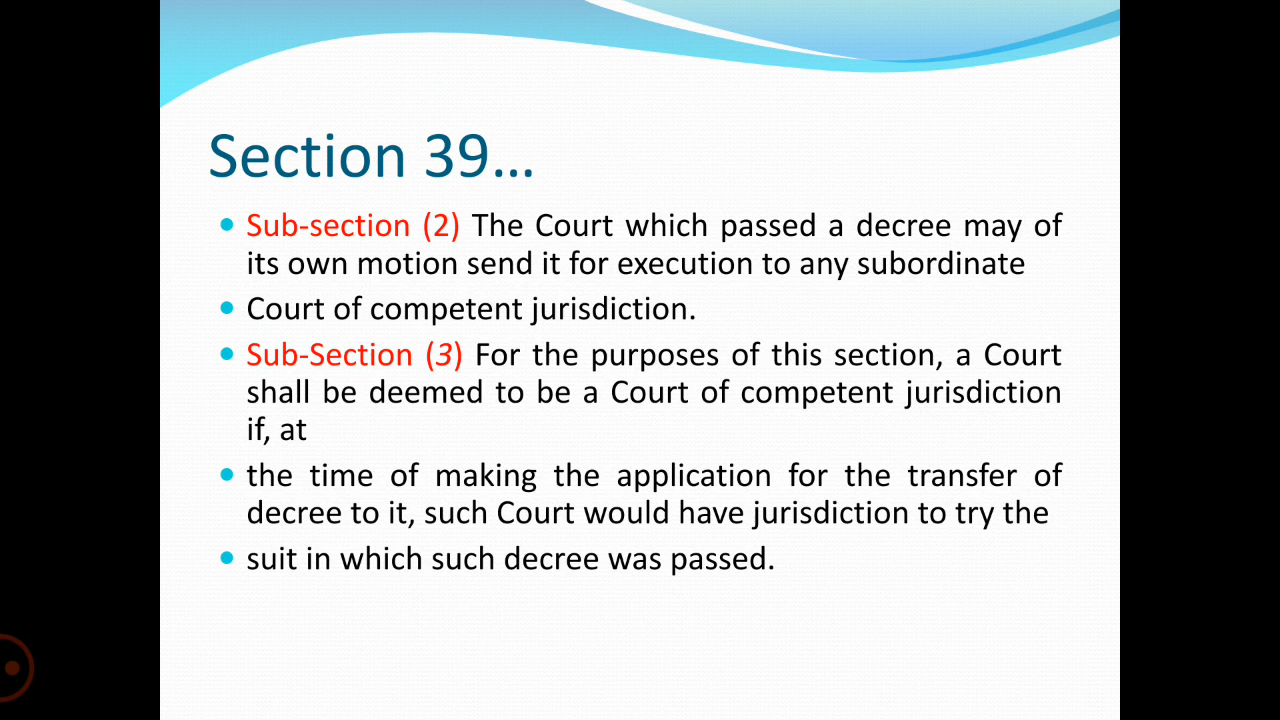 Section 39…
• Sub-section (2) The Court which passed a decree may of
its own motion send it for execution to any subordinate
• Court of competent jurisdiction.
• Sub-Section (3) For the purposes of this section, a Court
shall be deemed to be a Court of competent jurisdiction
if, at
• the time of making the application for the transfer of
decree to it, such Court would have jurisdiction to try the
• suit in which such decree was passed.